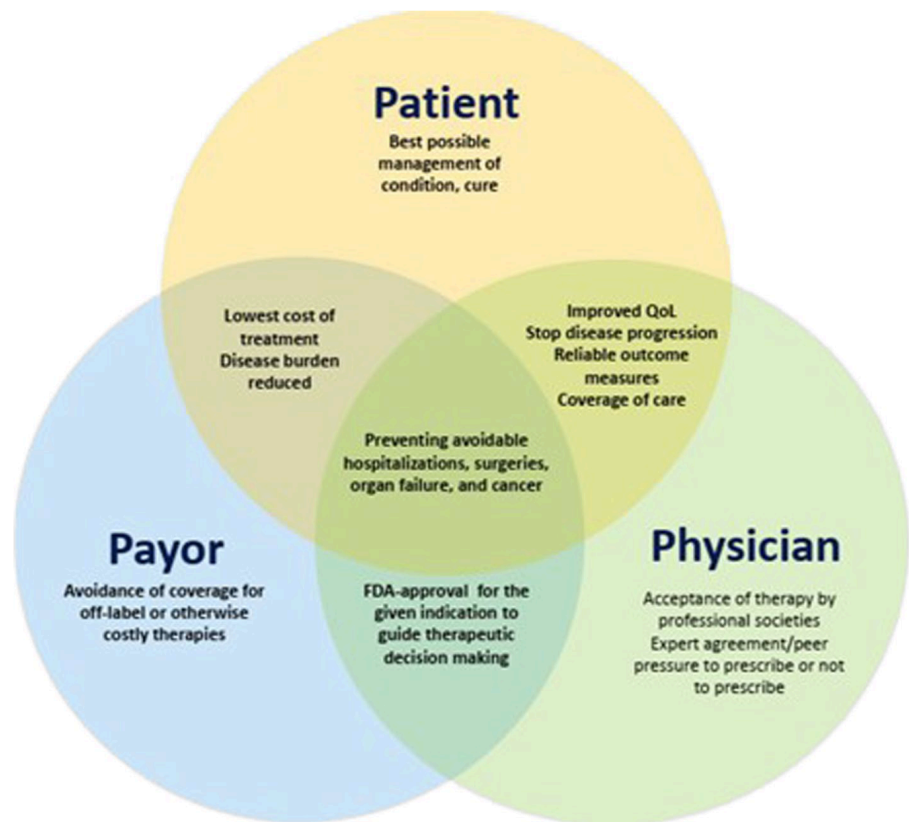 Patient
Best possible
management of
condition, cure
Lowest cost of
treatment
Disease burden
reduced
Improved QoL
Stop disease progression
Reliable outcome
measures
Coverage of care
Preventing avoidable
hospitalizations, surgeries,
organ failure, and cancer
Payor
Avoidance of coverage for
off-label or otherwise
costly therapies
FDA-approval for the
given indication to
guide therapeutic
decision making
Physician
Acceptance of therapy by
professional societies
Expert agreement/peer
pressure to prescribe or not
to prescribe